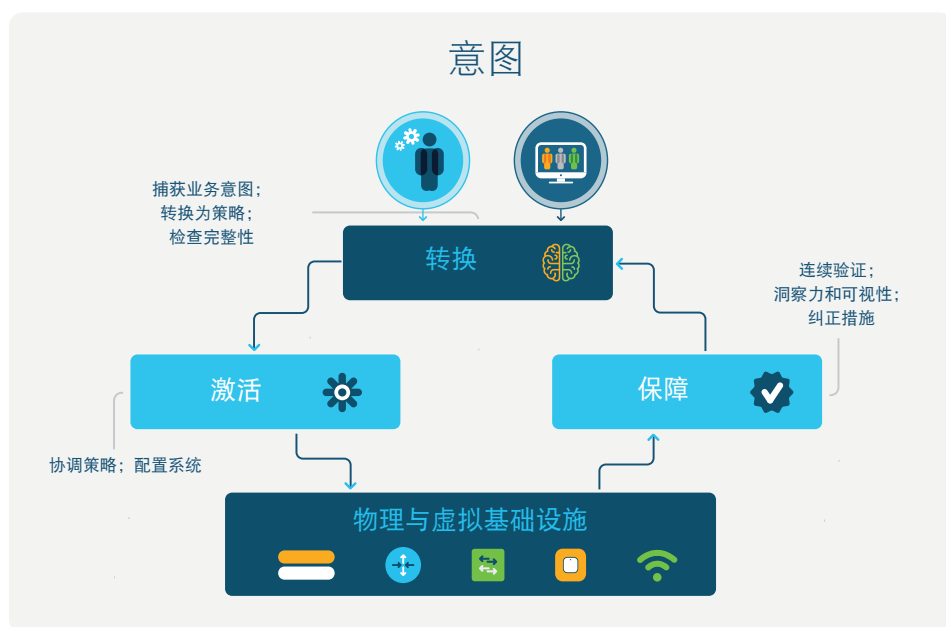 意图
捕获业务意图；
转换为策略；
检查完整性
转换
连续验证；
洞察力和可视性；
纠正措施
激活
保障
协调策略；配置系统
物理与虚拟基础设施